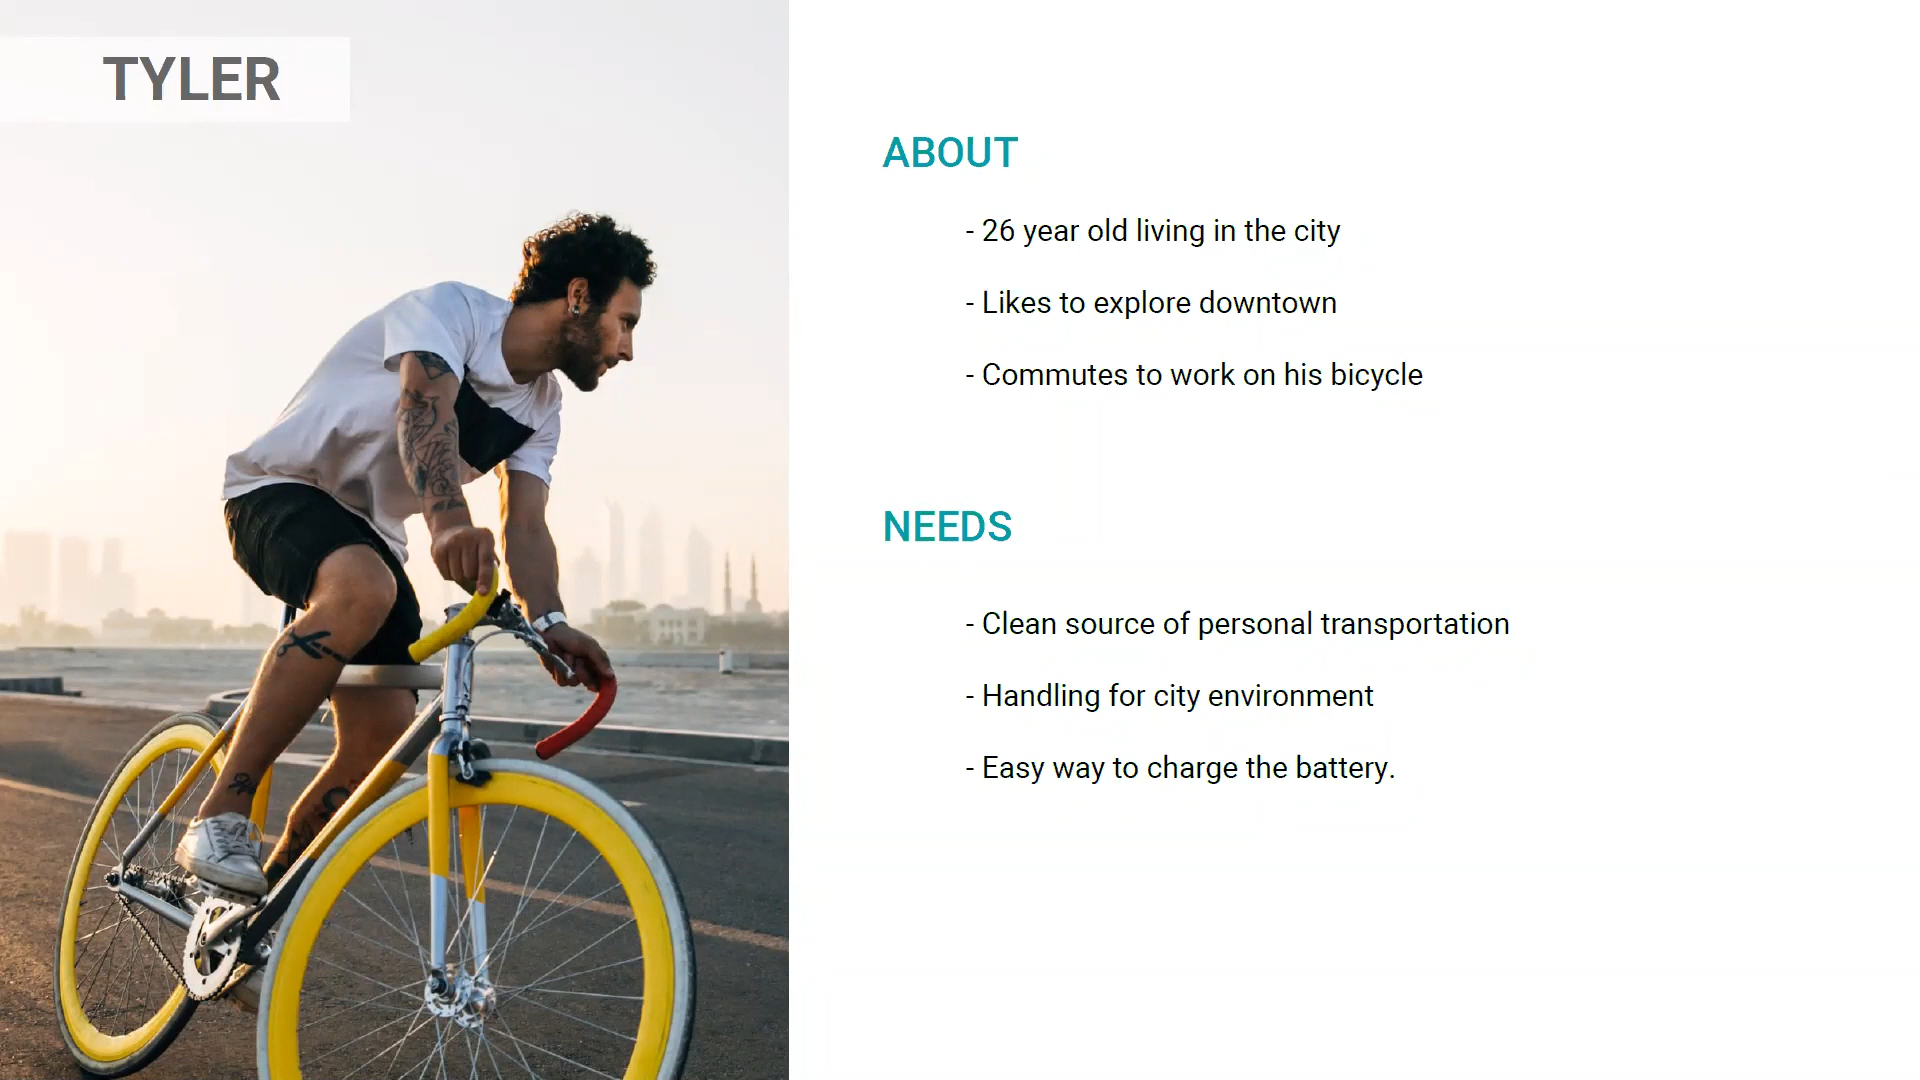 TYLER
ABOUT
- 26 year old living in the city
- Likes to explore downtown
- Commutes to work on his bicycle
NEEDS
- Clean source of personal transportation
- Handling for city environment
- Easy way to charge the battery.